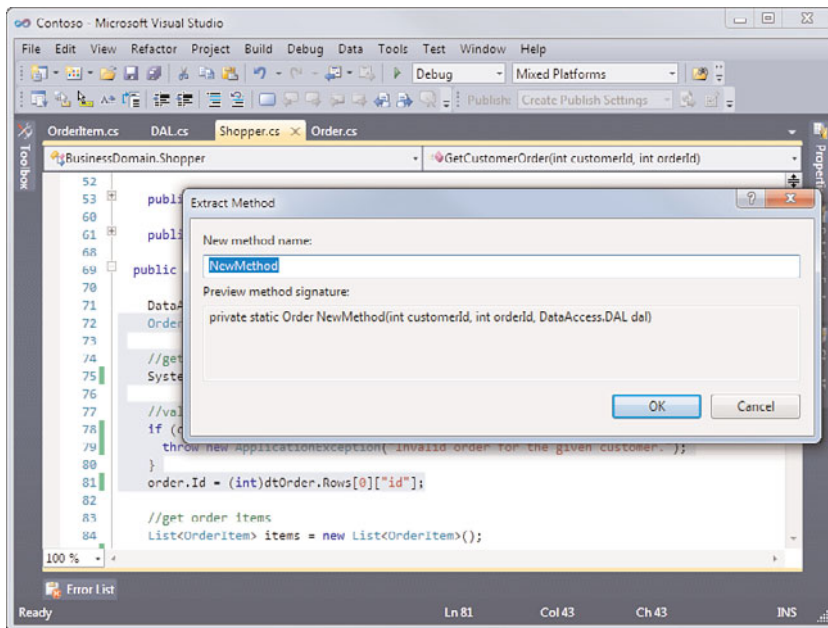 Contoso - Microsoft Visual Studio
File Edit View Refactor Project Build Debug Data Tools Test Window Help
Debug Mixed Platforms
Publish: Create Publish Settings
OrderItem.cs DAL.cs Shopper.cs Order.cs
Toolbox
BusinessDomain.Shopper GetCustomerOrder(int customerId, int orderId)
52
53 publi
60
61 publi
68
69 public
70
71 DataA
72 Order
73
74 //get
75 Syste
76
77 //val
78 if (
79 throw new ApplicationException("Invalid order for the given customer.");
80 }
81 order.Id = (int)dtOrder.Rows[0]["id"];
82
83 //get order items
84 List<OrderItem> items = new List<OrderItem>();
Extract Method
New method name:
NewMethod
Preview method signature:
private static Order NewMethod(int customerId, int orderId, DataAccess.DAL dal)
OK Cancel
Properti
100 %
Error List
Ready Ln 81 Col 43 Ch 43 INS